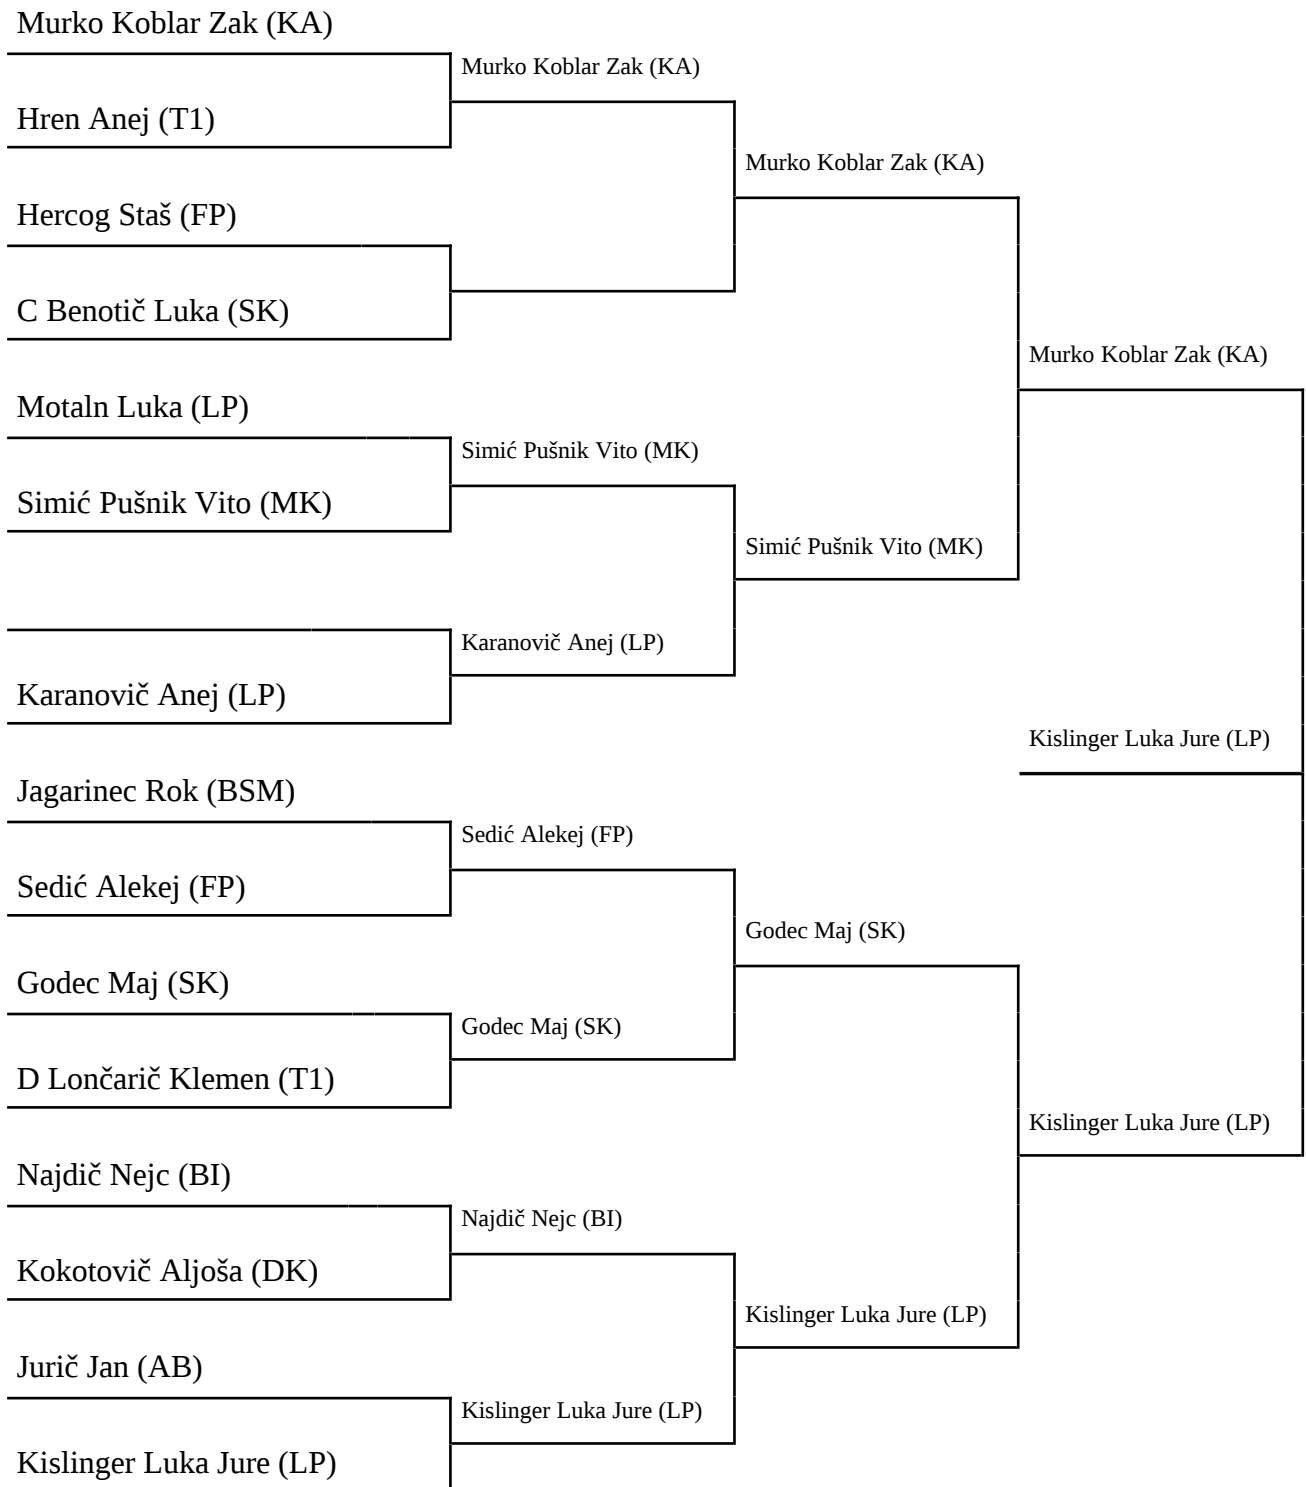 Murko Koblar Zak (KA)
Murko Koblar Zak (KA)
Hren Anej (T1)
Murko Koblar Zak (KA)
Hercog Staš (FP)
C Benotič Luka (SK)
Murko Koblar Zak (KA)
Motaln Luka (LP)
Simić Pušnik Vito (MK)
Simić Pušnik Vito (MK)
Simić Pušnik Vito (MK)
Karanovič Anej (LP)
Karanovič Anej (LP)
Kislinger Luka Jure (LP)
Jagarinec Rok (BSM)
Sedić Alekej (FP)
Sedić Alekej (FP)
Godec Maj (SK)
Godec Maj (SK)
Godec Maj (SK)
D Lončarič Klemen (T1)
Kislinger Luka Jure (LP)
Najdič Nejc (BI)
Najdič Nejc (BI)
Kokotovič Aljoša (DK)
Kislinger Luka Jure (LP)
Jurič Jan (AB)
Kislinger Luka Jure (LP)
Kislinger Luka Jure (LP)